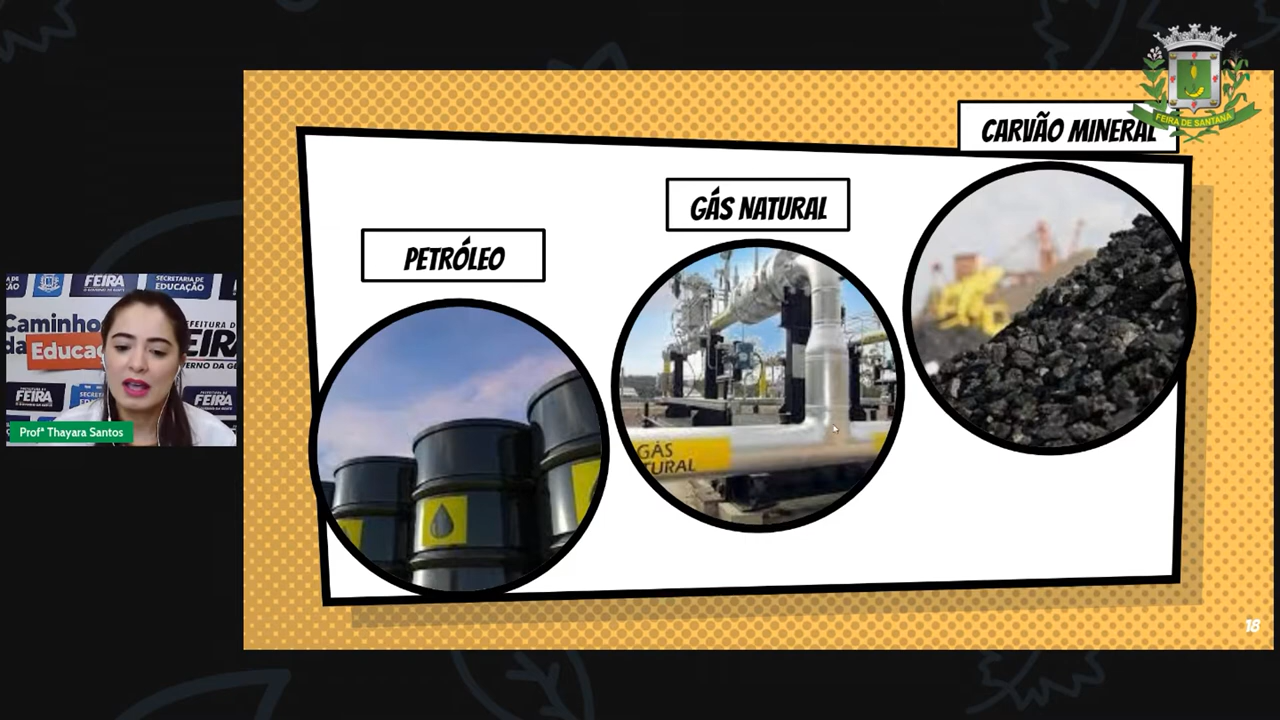 CARVÃO MINERAL
FEIRA DE SANTANA
GÁS NATURAL
PETRÓLEO
GÁS
TURAL
FEIRA
SECRETARIA DE
EDUCAÇÃO
Caminho
da Educaç
FEIRA
FEIRA
Profª Thayara Santos
18